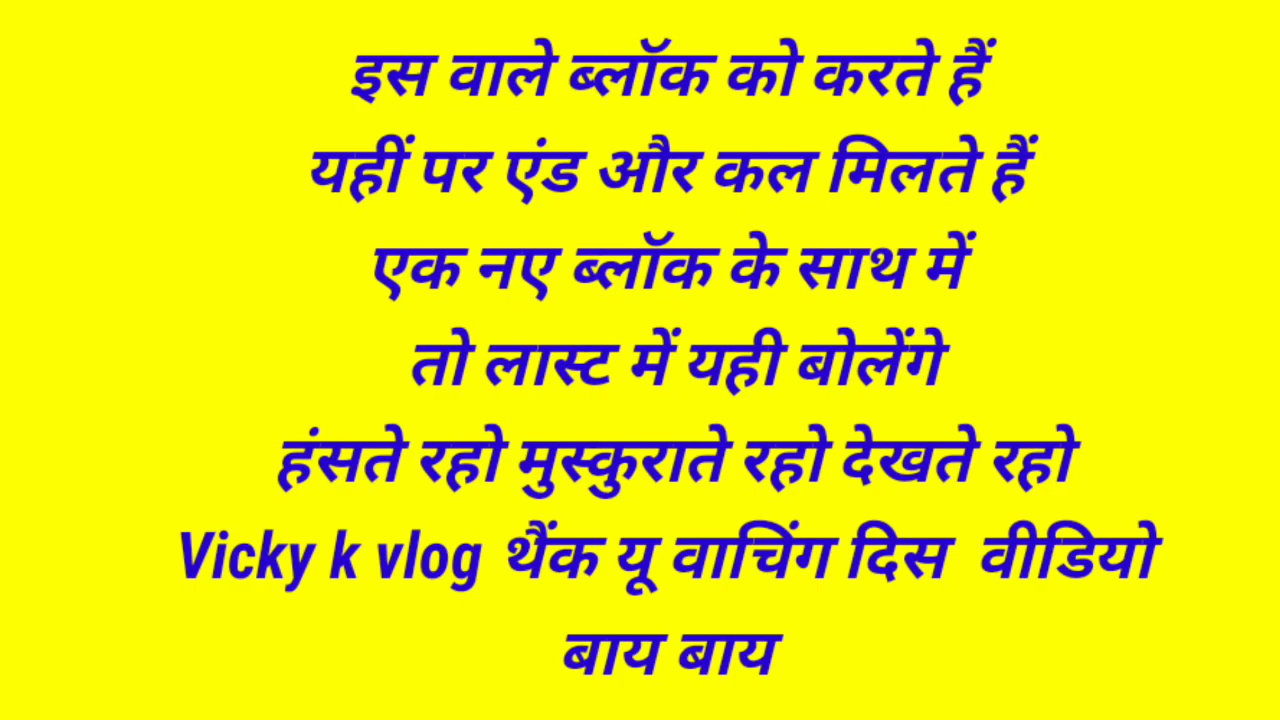 इस वाले ब्लॉक को करते हैं
यहीं पर एंड और कल मिलते हैं
एक नए ब्लॉक के साथ में
तो लास्ट में यही बोलेंगे
हंसते रहो मुस्कुराते रहो देखते रहो
Vicky k vlog थैंक यू वाचिंग दिस वीडियो
बाय बाय